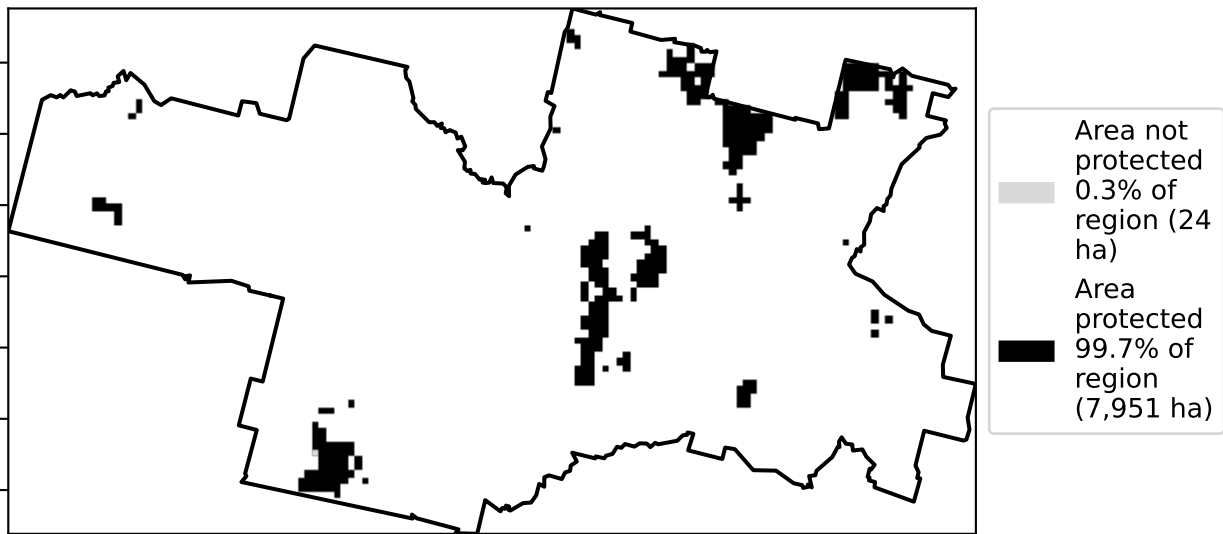 Area not
protected
0.3% of
region (24
ha)
Area
protected
99.7% of
region
(7,951 ha)